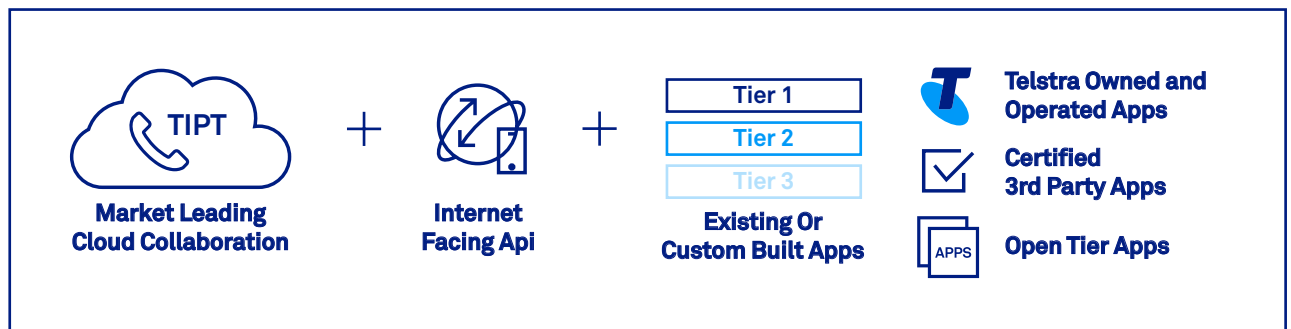 TIPT
Market Leading
Cloud Collaboration
Internet
Facing Api
Tier 1
Tier 2
Tier 3
Existing Or
Custom Built Apps
Telstra Owned and
Operated Apps
Certified
3rd Party Apps
APPS
Open Tier Apps